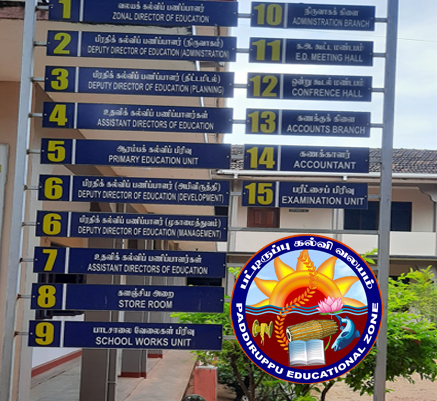 1
வலயக் கல்விப் பணிப்பாளர்
ZONAL DIRECTOR OF EDUCATION
2
பிரதிக் கல்விப் பணிப்பாளர் (நிருவாகம்)
DEPUTY DIRECTOR OF EDUCATION (ADMINISTRATION)
3
பிரதிக் கல்விப் பணிப்பாளர் (திட்டமிடல்)
DEPUTY DIRECTOR OF EDUCATION (PLANNING)
4
உதவிக் கல்விப் பணிப்பாளர்கள்
ASSISTANT DIRECTORS OF EDUCATION
5
ஆரம்பக் கல்விப் பிரிவு
PRIMARY EDUCATION UNIT
6
பிரதிக் கல்விப் பணிப்பாளர் (அபிவிருத்தி)
DEPUTY DIRECTOR OF EDUCATION (DEVELOPMENT)
6
பிரதிக் கல்விப் பணிப்பாளர் (முகாமைத்துவம்)
DEPUTY DIRECTOR OF EDUCATION (MANAGEMENT)
7
உதவிக் கல்விப் பணிப்பாளர்கள்
ASSISTANT DIRECTORS OF EDUCATION
8
களஞ்சிய அறை
STORE ROOM
9
பாடசாலை வேலைகள் பிரிவு
SCHOOL WORKS UNIT
10
நிருவாகக் கிளை
ADMINISTRATION BRANCH
11
க.அ. கூட்ட மண்டபம்
E.D. MEETING HALL
12
ஒன்று கூடல் மண்டபம்
CONFRENCE HALL
13
கணக்குக் கிளை
ACCOUNTS BRANCH
14
கணக்காளர்
ACCOUNTANT
15
பரீட்சைப் பிரிவு
EXAMINATION UNIT
பட்டிருப்பு கல்வி வலயம்
PADDIRUPPU EDUCATIONAL ZONE